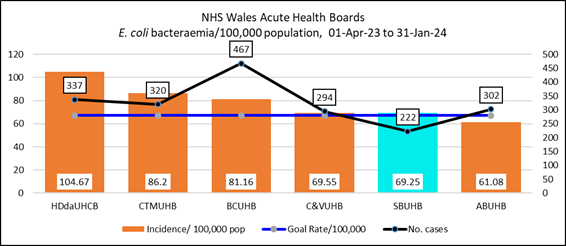 NHS Wales Acute Health Boards
E. coli bacteraemia/100,000 population, 01-Apr-23 to 31-Jan-24
120
100
80
60
40
20
0
500
450
400
350
300
250
200
150
100
50
0
337
320
467
294
222
302
104.67
86.2
81.16
69.55
69.25
61.08
HDdaUHCB
CTMUHB
BCUHB
C&VUHB
SBUHB
ABUHB
Incidence/ 100,000 pop
Goal Rate/100,000
No. cases